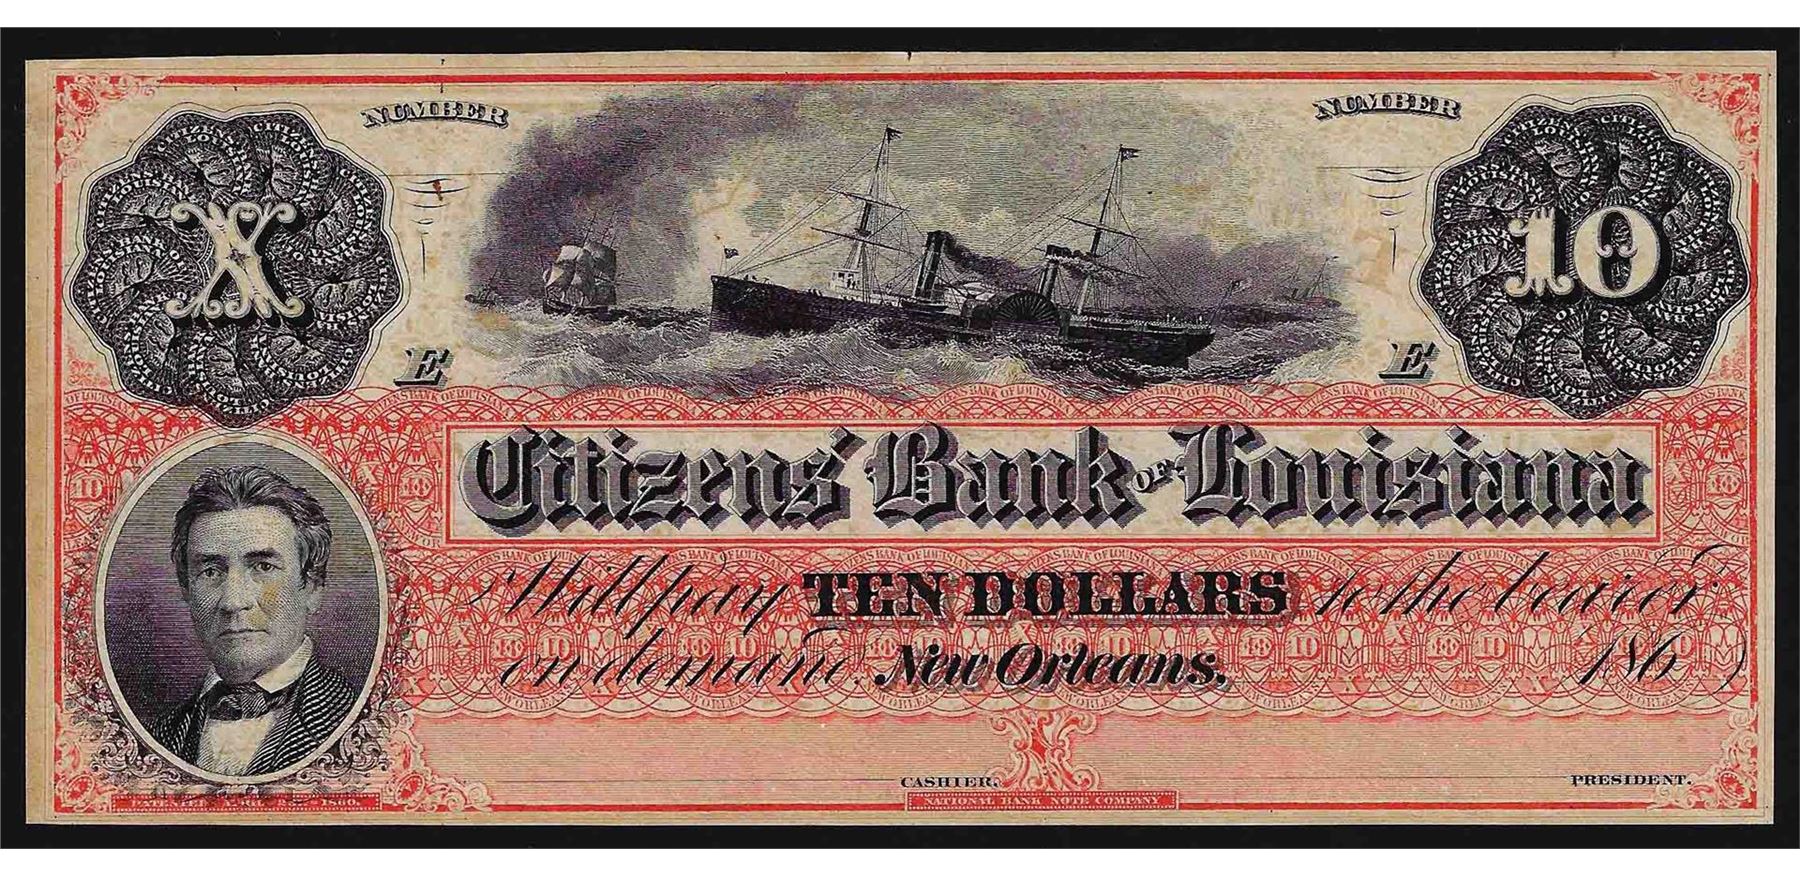 NUMBER NUMBER
X 10
E E
Citizens' Bank OF Louisiana
Will pay TEN DOLLARS to the bearer
on demand. New Orleans, 186
CASHIER. PRESIDENT.
1860.
NATIONAL BANK NOTE COMPANY